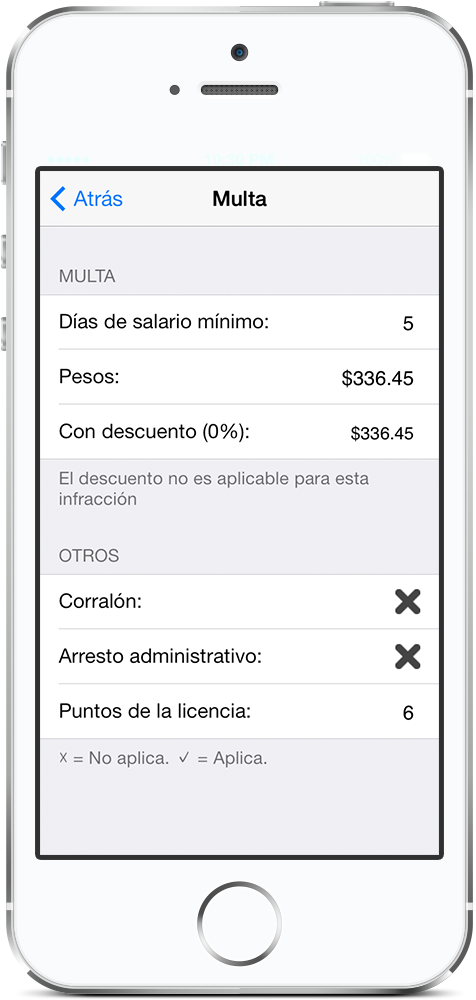 Atrás
Multa
MULTA
Días de salario mínimo: 5
Pesos: $336.45
Con descuento (0%): $336.45
El descuento no es aplicable para esta
infracción
OTROS
Corralón: ✖
Arresto administrativo: ✖
Puntos de la licencia: 6
☓ = No aplica. ✓ = Aplica.